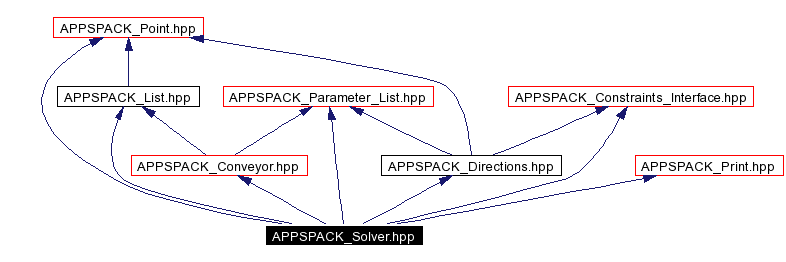 APPSPACK_Point.hpp
APPSPACK_List.hpp
APPSPACK_Parameter_List.hpp
APPSPACK_Constraints_Interface.hpp
APPSPACK_Conveyor.hpp
APPSPACK_Directions.hpp
APPSPACK_Print.hpp
APPSPACK_Solver.hpp